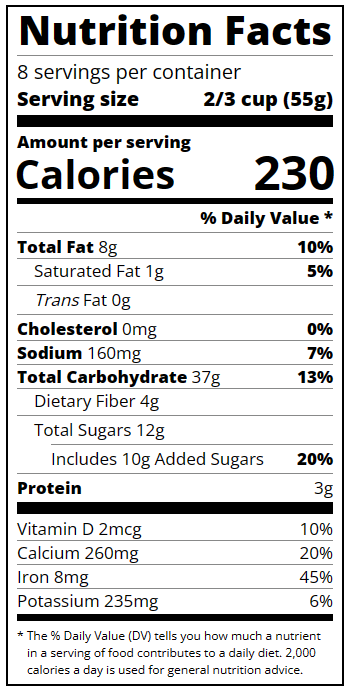 Nutrition Facts
8 servings per container
Serving size 2/3 cup (55g)
Amount per serving
Calories 230
% Daily Value *
Total Fat 8g 10%
Saturated Fat 1g 5%
Trans Fat 0g
Cholesterol 0mg 0%
Sodium 160mg 7%
Total Carbohydrate 37g 13%
Dietary Fiber 4g
Total Sugars 12g
Includes 10g Added Sugars 20%
Protein 3g
Vitamin D 2mcg 10%
Calcium 260mg 20%
Iron 8mg 45%
Potassium 235mg 6%
* The % Daily Value (DV) tells you how much a nutrient
in a serving of food contributes to a daily diet. 2,000
calories a day is used for general nutrition advice.